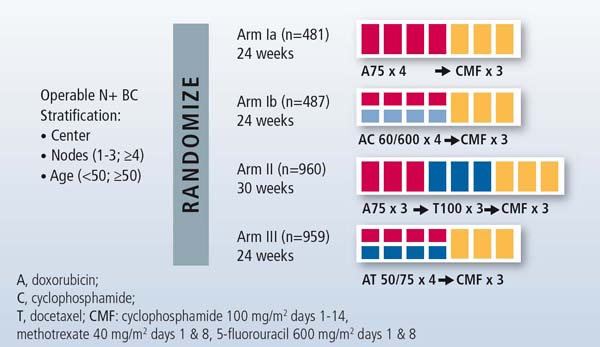 Operable N+ BC
Stratification:
• Center
• Nodes (1-3; ≥4)
• Age (<50; ≥50)
RANDOMIZE
Arm Ia (n=481)
24 weeks
A75 x 4 → CMF x 3
Arm Ib (n=487)
24 weeks
AC 60/600 x 4 → CMF x 3
Arm II (n=960)
30 weeks
A75 x 3 → T100 x 3 → CMF x 3
Arm III (n=959)
24 weeks
AT 50/75 x 4 → CMF x 3
A, doxorubicin;
C, cyclophosphamide;
T, docetaxel; CMF: cyclophosphamide 100 mg/m² days 1-14,
methotrexate 40 mg/m² days 1 & 8, 5-fluorouracil 600 mg/m² days 1 & 8